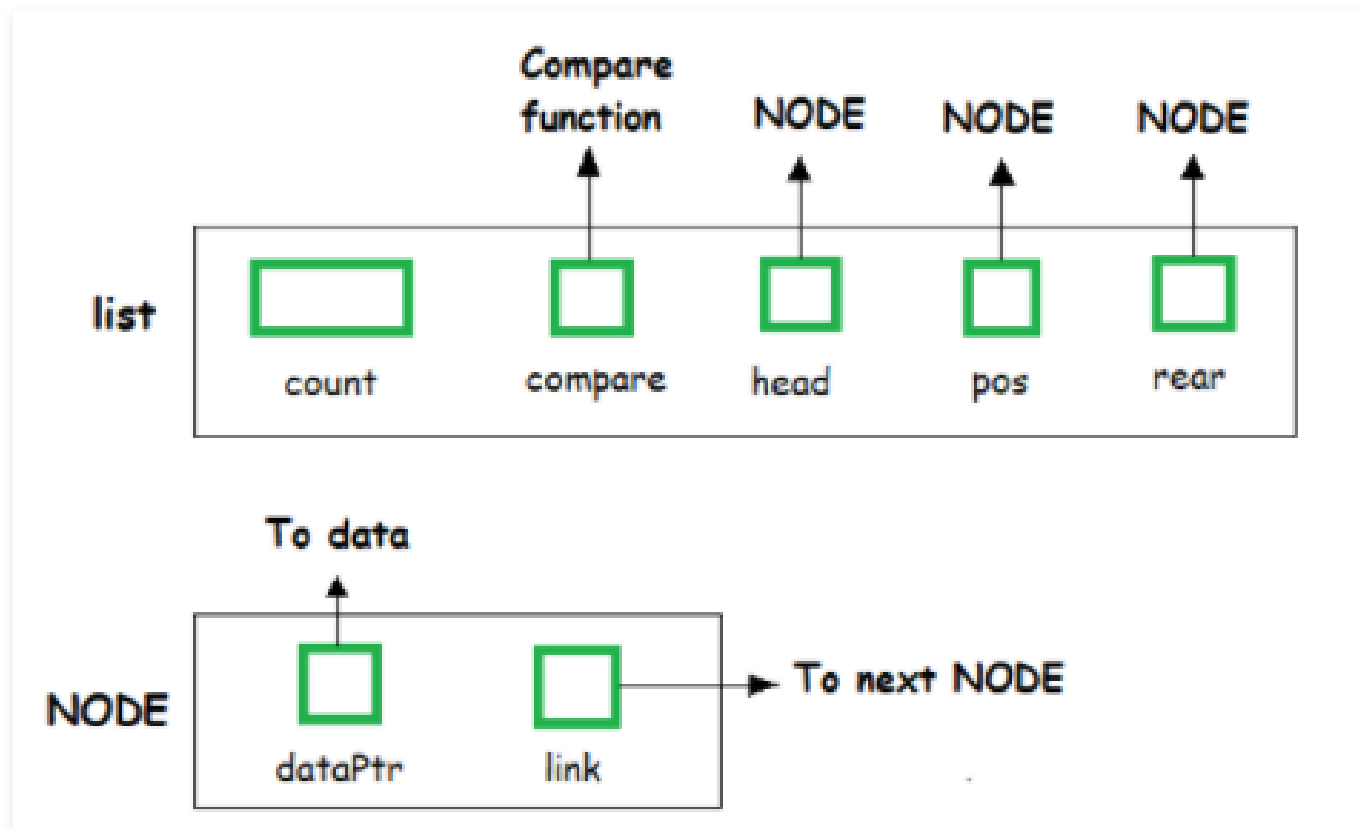 Compare
function
NODE
NODE
NODE
list
count
compare
head
pos
rear
To data
To next NODE
NODE
dataPtr
link